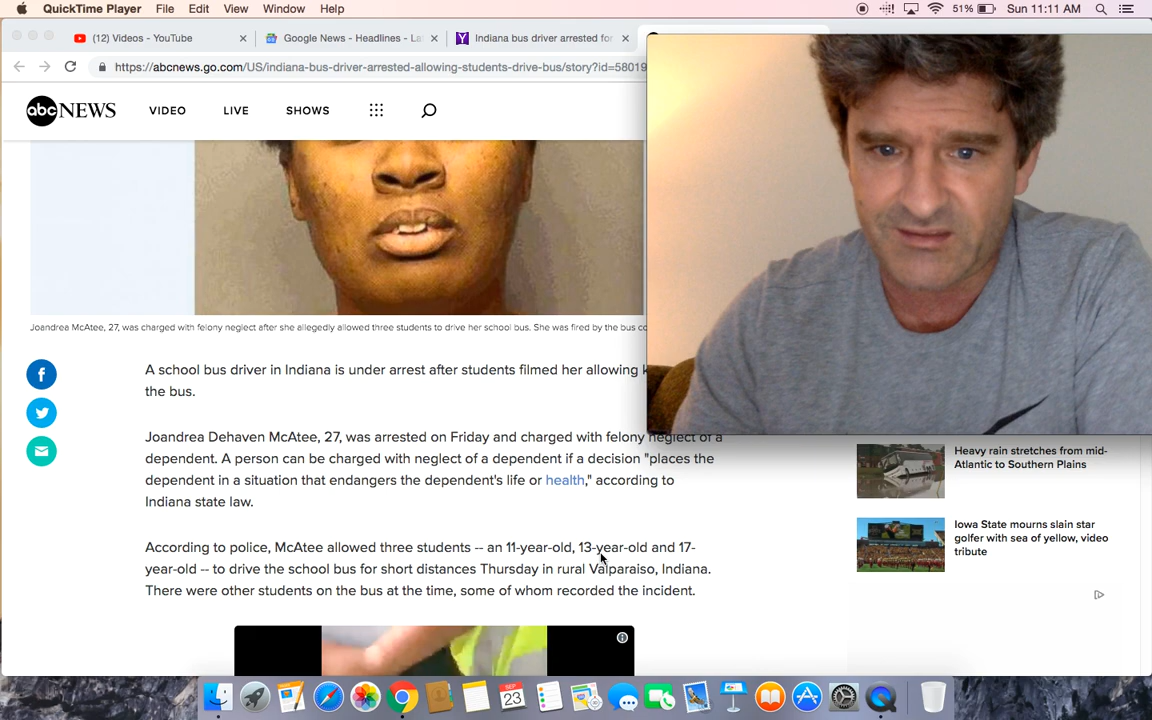 QuickTime Player File Edit View Window Help 51% Sun 11:11 AM
(12) Videos - YouTube Google News - Headlines - La Indiana bus driver arrested for
https://abcnews.go.com/US/indiana-bus-driver-arrested-allowing-students-drive-bus/story?id=58019
abc NEWS VIDEO LIVE SHOWS
Joandrea McAtee, 27, was charged with felony neglect after she allegedly allowed three students to drive her school bus. She was fired by the bus co
A school bus driver in Indiana is under arrest after students filmed her allowing
the bus.
Joandrea Dehaven McAtee, 27, was arrested on Friday and charged with felony neglect of a
dependent. A person can be charged with neglect of a dependent if a decision "places the
dependent in a situation that endangers the dependent's life or health," according to
Indiana state law.
According to police, McAtee allowed three students -- an 11-year-old, 13-year-old and 17-
year-old -- to drive the school bus for short distances Thursday in rural Valparaiso, Indiana.
There were other students on the bus at the time, some of whom recorded the incident.
Heavy rain stretches from mid-
Atlantic to Southern Plains
Iowa State mourns slain star
golfer with sea of yellow, video
tribute
SEP
23